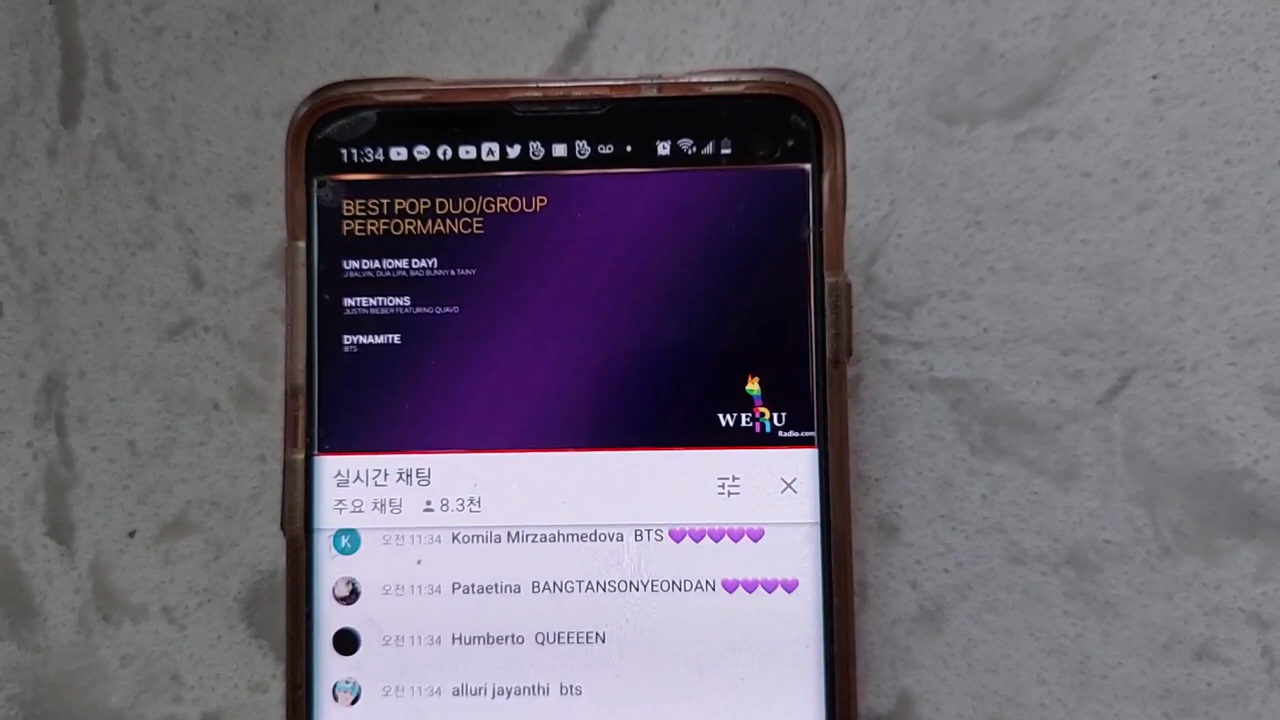 11:34
BEST POP DUO/GROUP
PERFORMANCE
UN DIA (ONE DAY)
J BALVIN, DUA LIPA, BAD BUNNY & TAINY
INTENTIONS
JUSTIN BIEBER FEATURING QUAVO
DYNAMITE
BTS
WERU
Radio.com
실시간 채팅
주요 채팅 8.3천
K 오전 11:34 Komila Mirzaahmedova BTS 💜💜💜💜💜
오전 11:34 Pataetina BANGTANSONYEONDAN 💜💜💜💜
오전 11:34 Humberto QUEEEEN
오전 11:34 alluri jayanthi bts